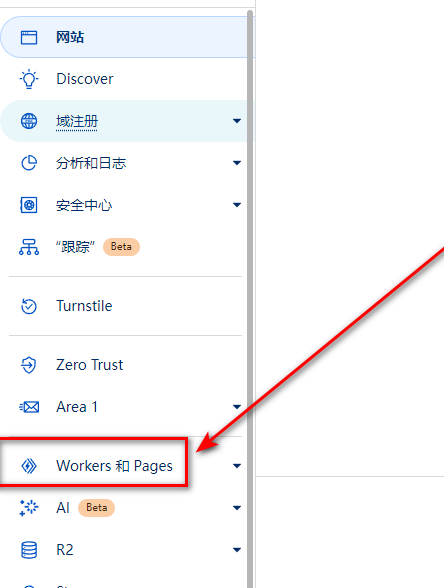 网站
Discover
域注册
分析和日志
安全中心
“跟踪” Beta
Turnstile
Zero Trust
Area 1
Workers 和 Pages
AI Beta
R2